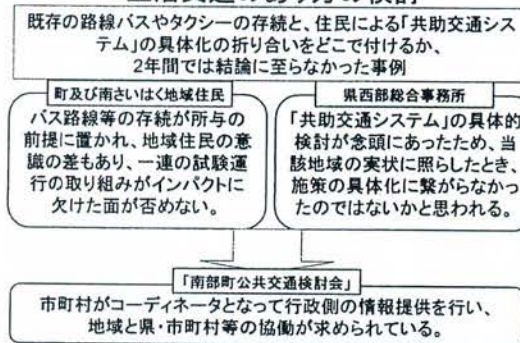 既存の路線バスやタクシーの存続と、住民による「共助交通シス
テム」の具体化の折り合いをどこで付けるか、
2年間では結論に至らなかった事例
町及び南さいはく地域住民
バス路線等の存続が所与の
前提に置かれ、地域住民の意
識の差もあり、一連の試験運
行の取り組みがインパクトに
欠けた面が否めない。
県西部総合事務所
「共助交通システム」の具体的
検討が念頭にあったため、当
該地域の実状に照らしたとき、
施策の具体化に繋がらなかっ
たのではないかと思われる。
「南部町公共交通検討会」
市町村がコーディネータとなって行政側の情報提供を行い、
地域と県・市町村等の協働が求められている。